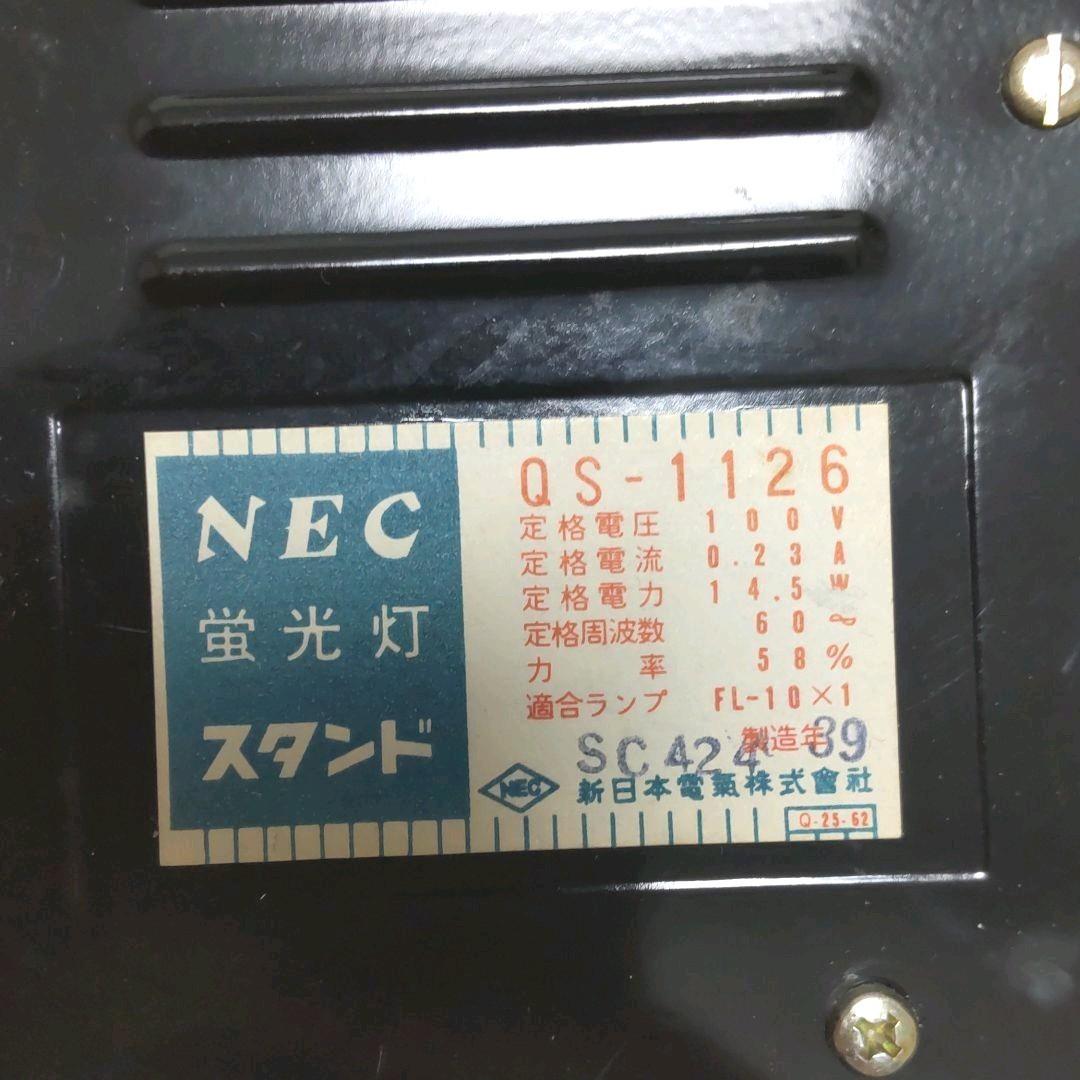 NEC
蛍光灯
スタンド
QS-1126
定格電圧 100V
定格電流 0.23A
定格電力 14.5W
定格周波数 60∼
力率 58%
適合ランプ FL-10×1
製造年 39
SC424
NEC 新日本電氣株式會社
Q-25-62